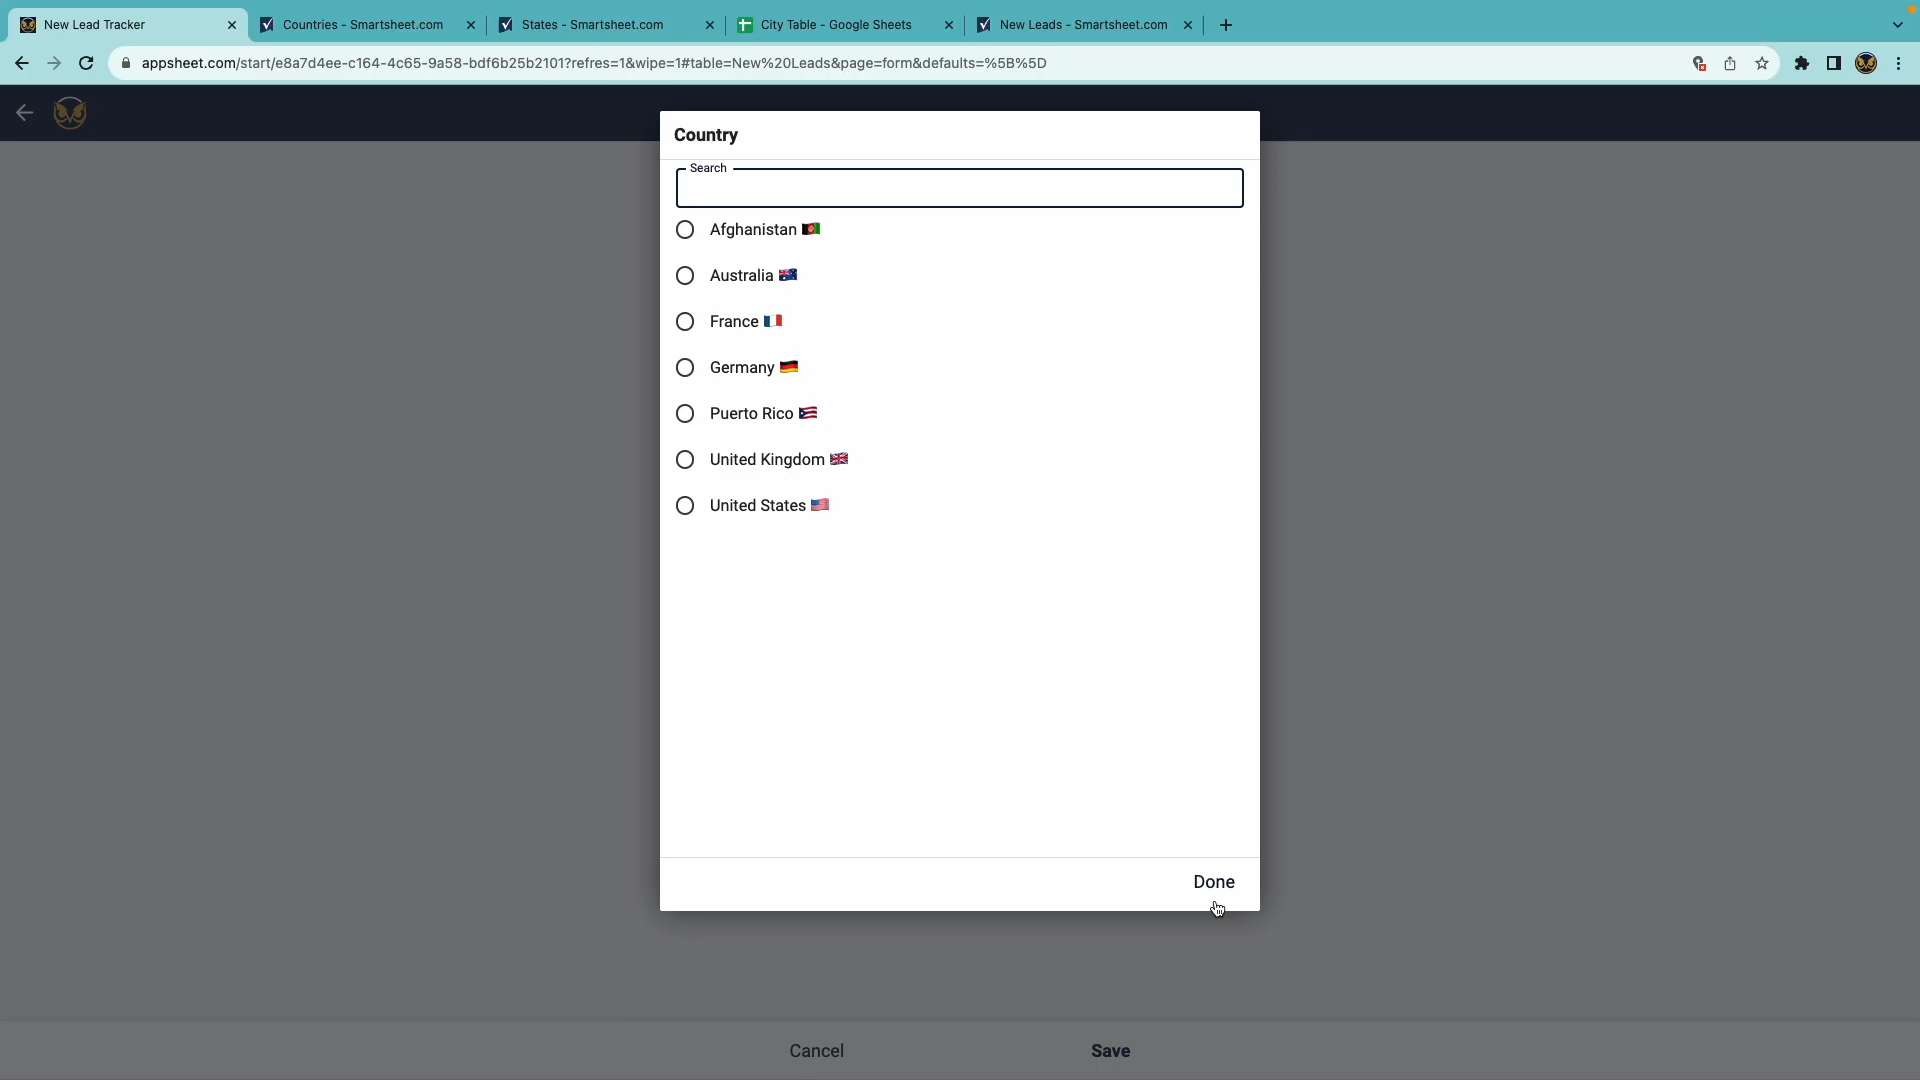 New Lead Tracker
Countries - Smartsheet.com
States - Smartsheet.com
City Table - Google Sheets
New Leads - Smartsheet.com
appsheet.com/start/e8a7d4ee-c164-4c65-9a58-bdf6b25b2101?refres=1&wipe=1#table=New%20Leads&page=form&defaults=%5B%5D
Country
Search
Afghanistan 🇦🇫
Australia 🇦🇺
France 🇫🇷
Germany 🇩🇪
Puerto Rico 🇵🇷
United Kingdom 🇬🇧
United States 🇺🇸
Done
Cancel
Save